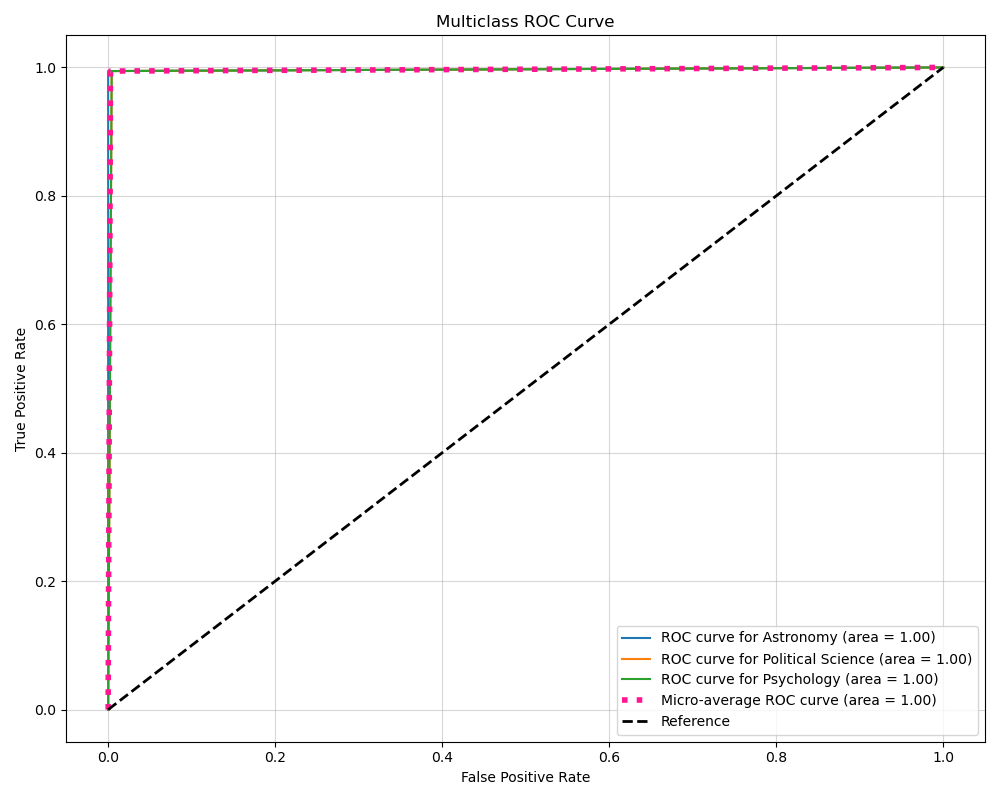 Multiclass ROC Curve
True Positive Rate
1.0
0.8
0.6
0.4
0.2
0.0
0.0 0.2 0.4 0.6 0.8 1.0
False Positive Rate
ROC curve for Astronomy (area = 1.00)
ROC curve for Political Science (area = 1.00)
ROC curve for Psychology (area = 1.00)
Micro-average ROC curve (area = 1.00)
Reference